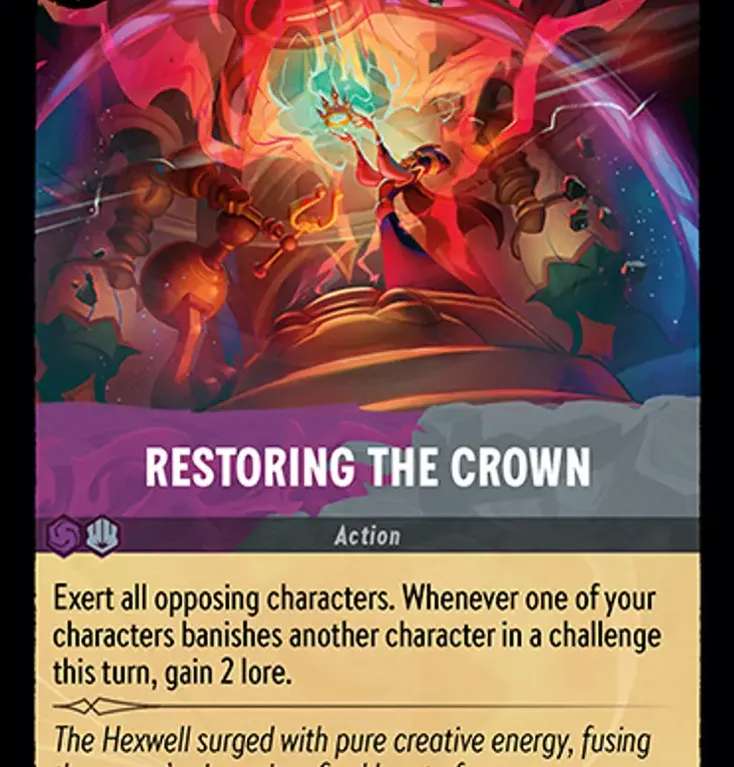 RESTORING THE CROWN
Action
Exert all opposing characters. Whenever one of your
characters banishes another character in a challenge
this turn, gain 2 lore.
The Hexwell surged with pure creative energy, fusing